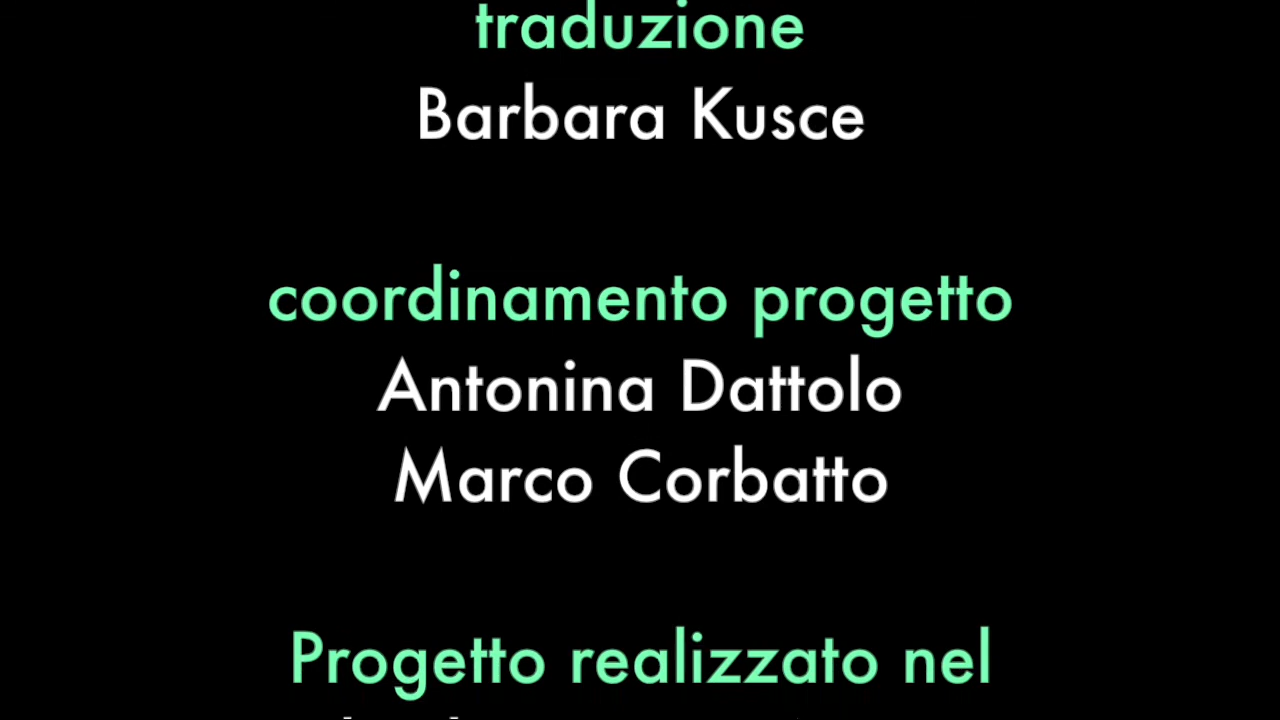 traduzione
Barbara Kusce
coordinamento progetto
Antonina Dattolo
Marco Corbatto
Progetto realizzato nel